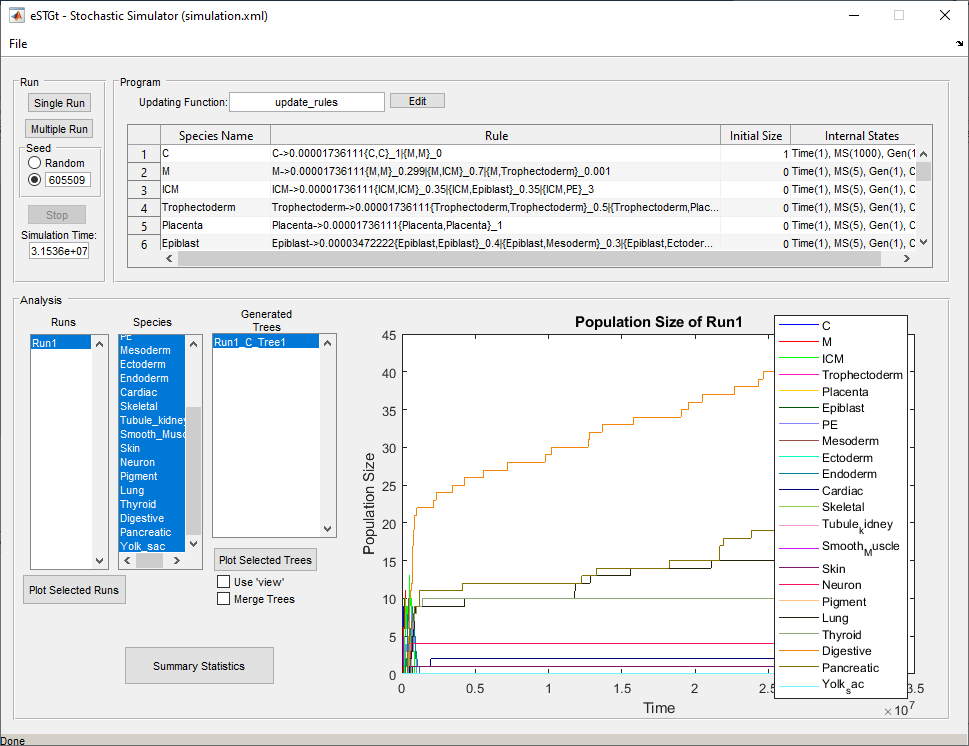 eSTGt - Stochastic Simulator (simulation.xml)
File
Run
Single Run
Multiple Run
Seed
Random
605509
Stop
Simulation Time:
3.1536e+07
Program
Updating Function: update_rules Edit
Species Name Rule Initial Size Internal States
1 C C->0.00001736111{C,C}_1|{M,M}_0 1 Time(1), MS(1000), Gen(1
2 M M->0.00001736111{M,M}_0.299|{M,ICM}_0.7|{M,Trophectoderm}_0.001 0 Time(1), MS(5), Gen(1), C
3 ICM ICM->0.00001736111{ICM,ICM}_0.35|{ICM,Epiblast}_0.35|{ICM,PE}_3 0 Time(1), MS(5), Gen(1), C
4 Trophectoderm Trophectoderm->0.00001736111{Trophectoderm,Trophectoderm}_0.5|{Trophectoderm,Plac... 0 Time(1), MS(5), Gen(1), C
5 Placenta Placenta->0.00001736111{Placenta,Placenta}_1 0 Time(1), MS(5), Gen(1), C
6 Epiblast Epiblast->0.00003472222{Epiblast,Epiblast}_0.4|{Epiblast,Mesoderm}_0.3|{Epiblast,Ectoder... 0 Time(1), MS(5), Gen(1), C
Analysis
Runs
Run1
Plot Selected Runs
Species
PE
Mesoderm
Ectoderm
Endoderm
Cardiac
Skeletal
Tubule_kidney
Smooth_Musc
Skin
Neuron
Pigment
Lung
Thyroid
Digestive
Pancreatic
Yolk_sac
Generated
Trees
Run1_C_Tree1
Plot Selected Trees
Use 'view'
Merge Trees
Summary Statistics
Population Size of Run1
Population Size
45
40
35
30
25
20
15
10
5
0
0 0.5 1 1.5 2 2.5 3.5
Time
×10^7
C
M
ICM
Trophectoderm
Placenta
Epiblast
PE
Mesoderm
Ectoderm
Endoderm
Cardiac
Skeletal
Tubule_kidney
Smooth_Muscle
Skin
Neuron
Pigment
Lung
Thyroid
Digestive
Pancreatic
Yolk_sac
Done